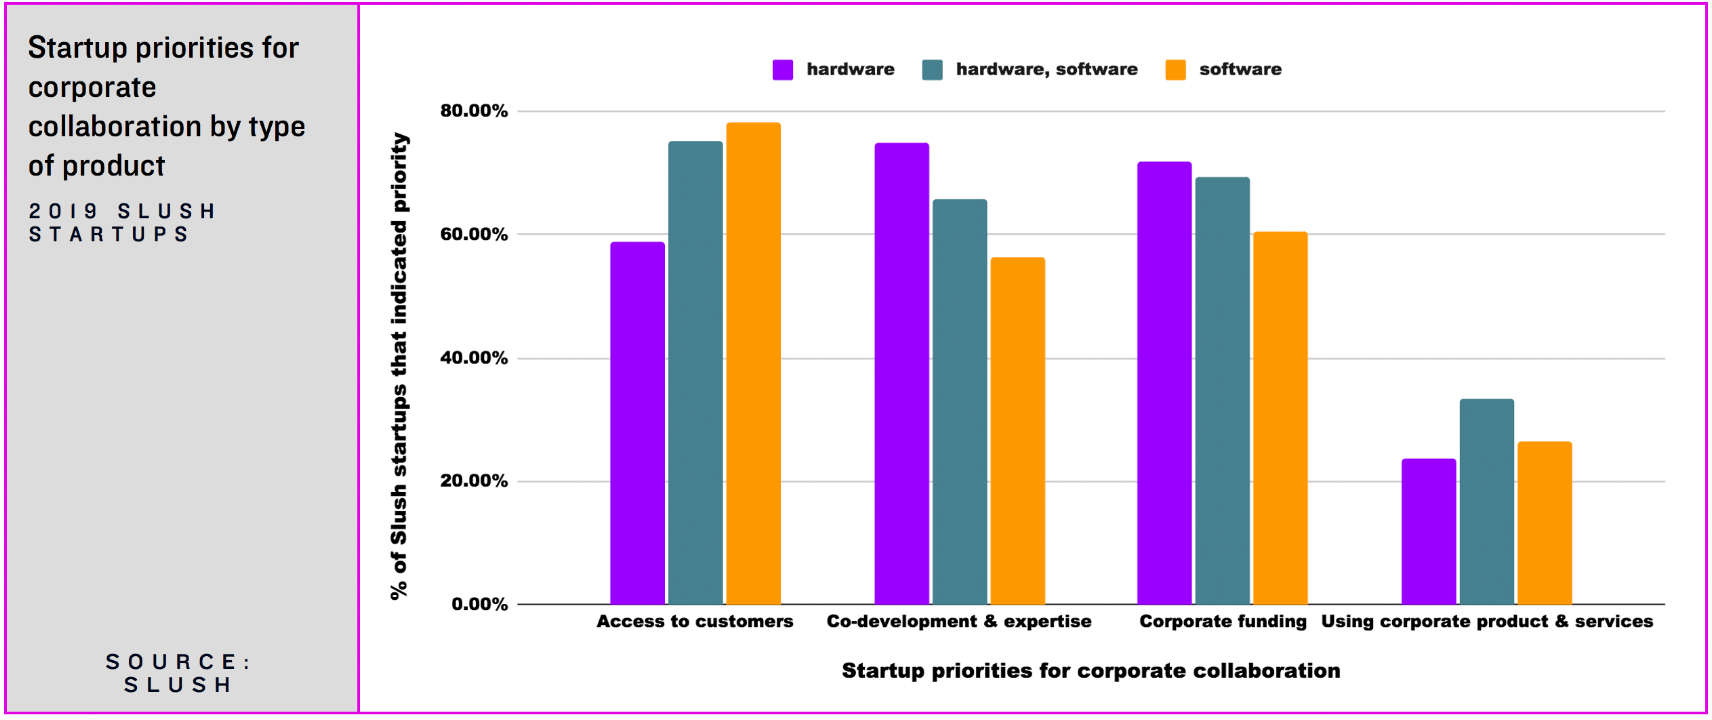 Startup priorities for
corporate
collaboration by type
of product
2019 SLUSH
STARTUPS
SOURCE:
SLUSH
hardware
hardware, software
software
% of Slush startups that indicated priority
80.00%
60.00%
40.00%
20.00%
0.00%
Access to customers
Co-development & expertise
Corporate funding
Using corporate product & services
Startup priorities for corporate collaboration